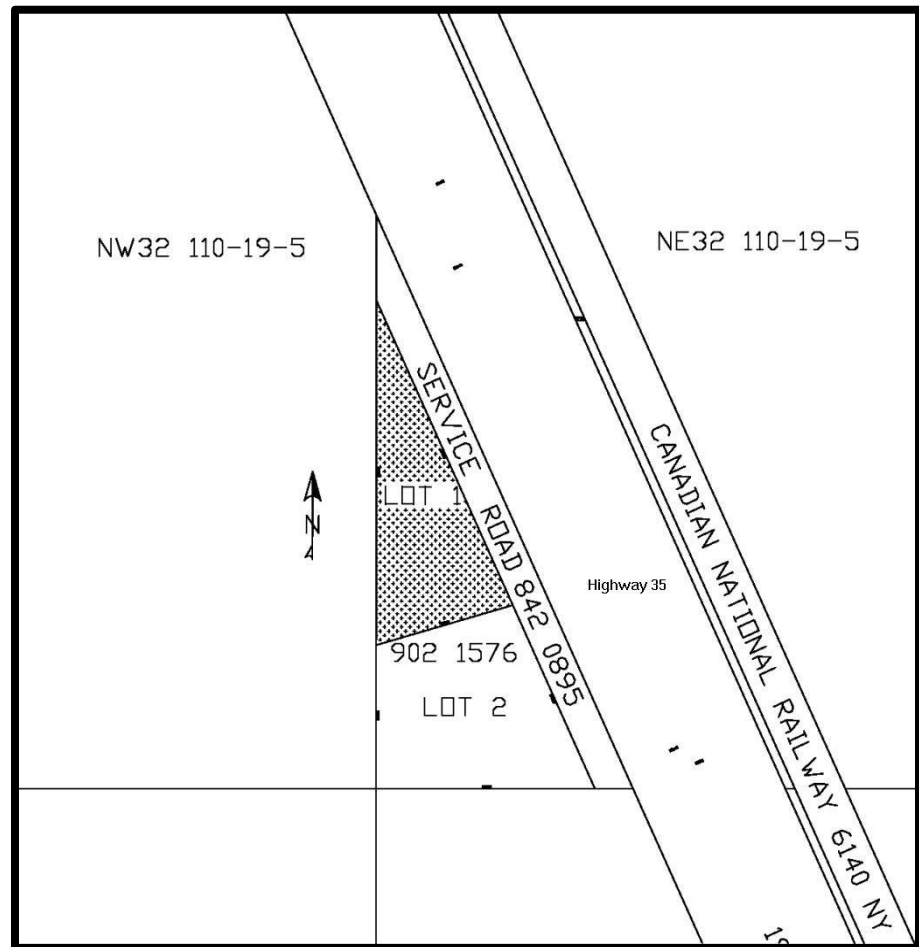 NW32 110-19-5
NE32 110-19-5
SERVICE ROAD 842 0895
CANADIAN NATIONAL RAILWAY 6140 NY
LOT 1
N
Highway 35
902 1576
LOT 2